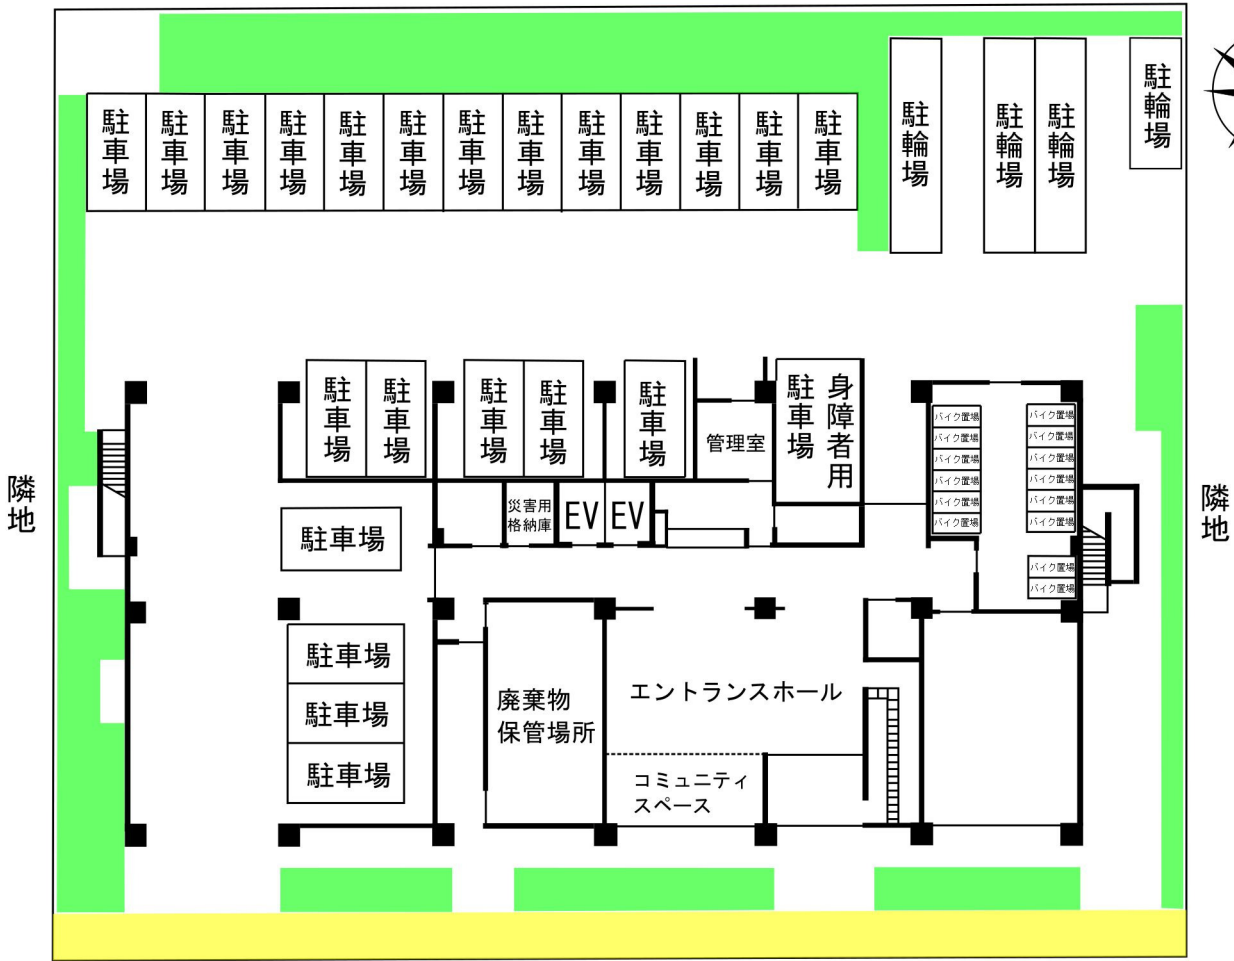 駐車場
駐車場
駐車場
駐車場
駐車場
駐車場
駐車場
駐車場
駐車場
駐車場
駐車場
駐車場
駐車場
駐輪場
駐輪場
駐輪場
駐輪場
駐車場
駐車場
駐車場
駐車場
駐車場
管理室
身障者用
駐車場
バイク置場
バイク置場
バイク置場
バイク置場
バイク置場
バイク置場
バイク置場
バイク置場
バイク置場
バイク置場
バイク置場
バイク置場
バイク置場
バイク置場
隣地
隣地
災害用
格納庫
EV
EV
駐車場
駐車場
駐車場
駐車場
廃棄物
保管場所
エントランスホール
コミュニティ
スペース